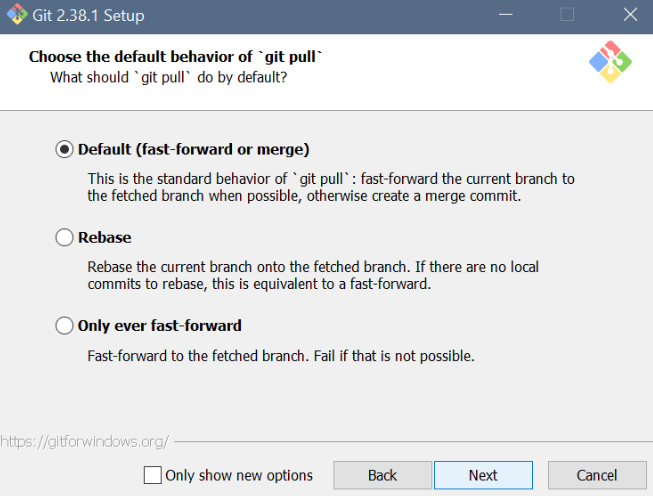 Git 2.38.1 Setup
Choose the default behavior of `git pull`
What should `git pull` do by default?
Default (fast-forward or merge)
This is the standard behavior of `git pull`: fast-forward the current branch to
the fetched branch when possible, otherwise create a merge commit.
Rebase
Rebase the current branch onto the fetched branch. If there are no local
commits to rebase, this is equivalent to a fast-forward.
Only ever fast-forward
Fast-forward to the fetched branch. Fail if that is not possible.
https://gitforwindows.org/
Only show new options Back Next Cancel